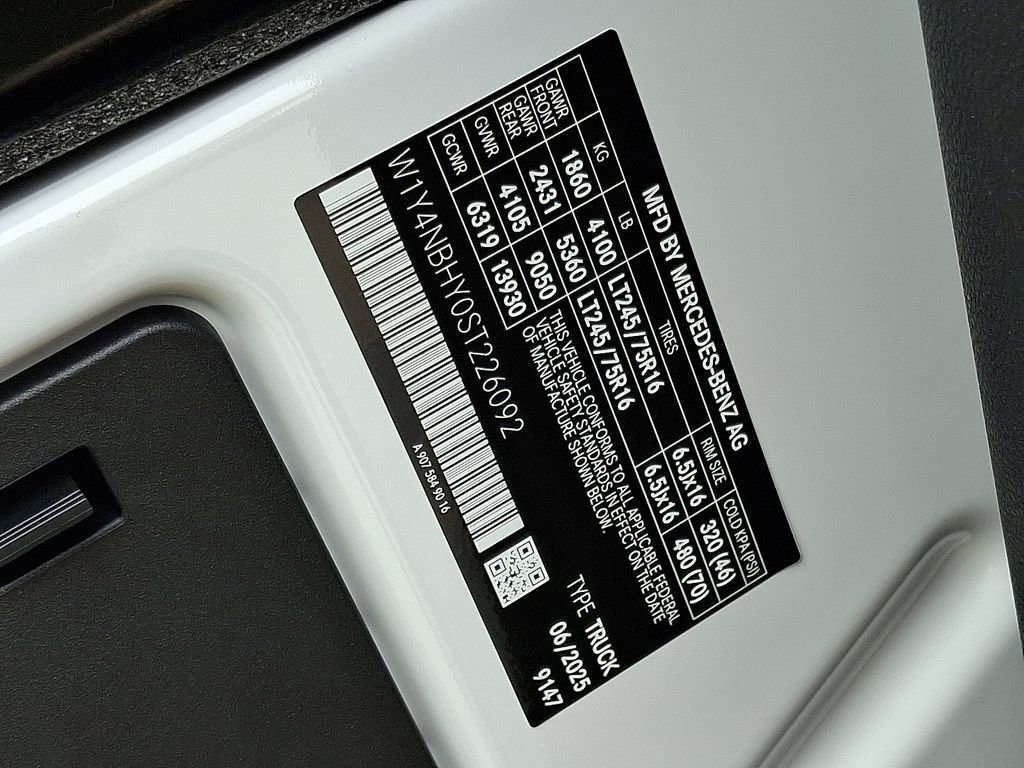 MFD BY MERCEDES-BENZ AG
KG LB TIRES RIM SIZE COLD KPA(PSI)
GAWR FRONT 1860 4100 LT245/75R16 6.5Jx16 320 (46)
GAWR REAR 2431 5360 LT245/75R16 6.5Jx16 480 (70)
GVWR 4105 9050
GCWR 6319 13930
THIS VEHICLE CONFORMS TO ALL APPLICABLE FEDERAL
VEHICLE SAFETY STANDARDS IN EFFECT ON THE DATE
OF MANUFACTURE SHOWN BELOW.
W1Y4NBHY0ST226092
TYPE TRUCK
06/2025
9147
A 907 584 90 16